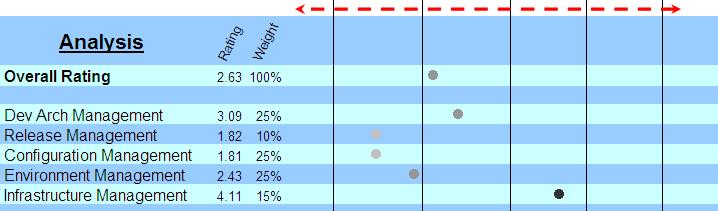 Analysis Rating Weight
Overall Rating 2.63 100%
Dev Arch Management 3.09 25%
Release Management 1.82 10%
Configuration Management 1.81 25%
Environment Management 2.43 25%
Infrastructure Management 4.11 15%